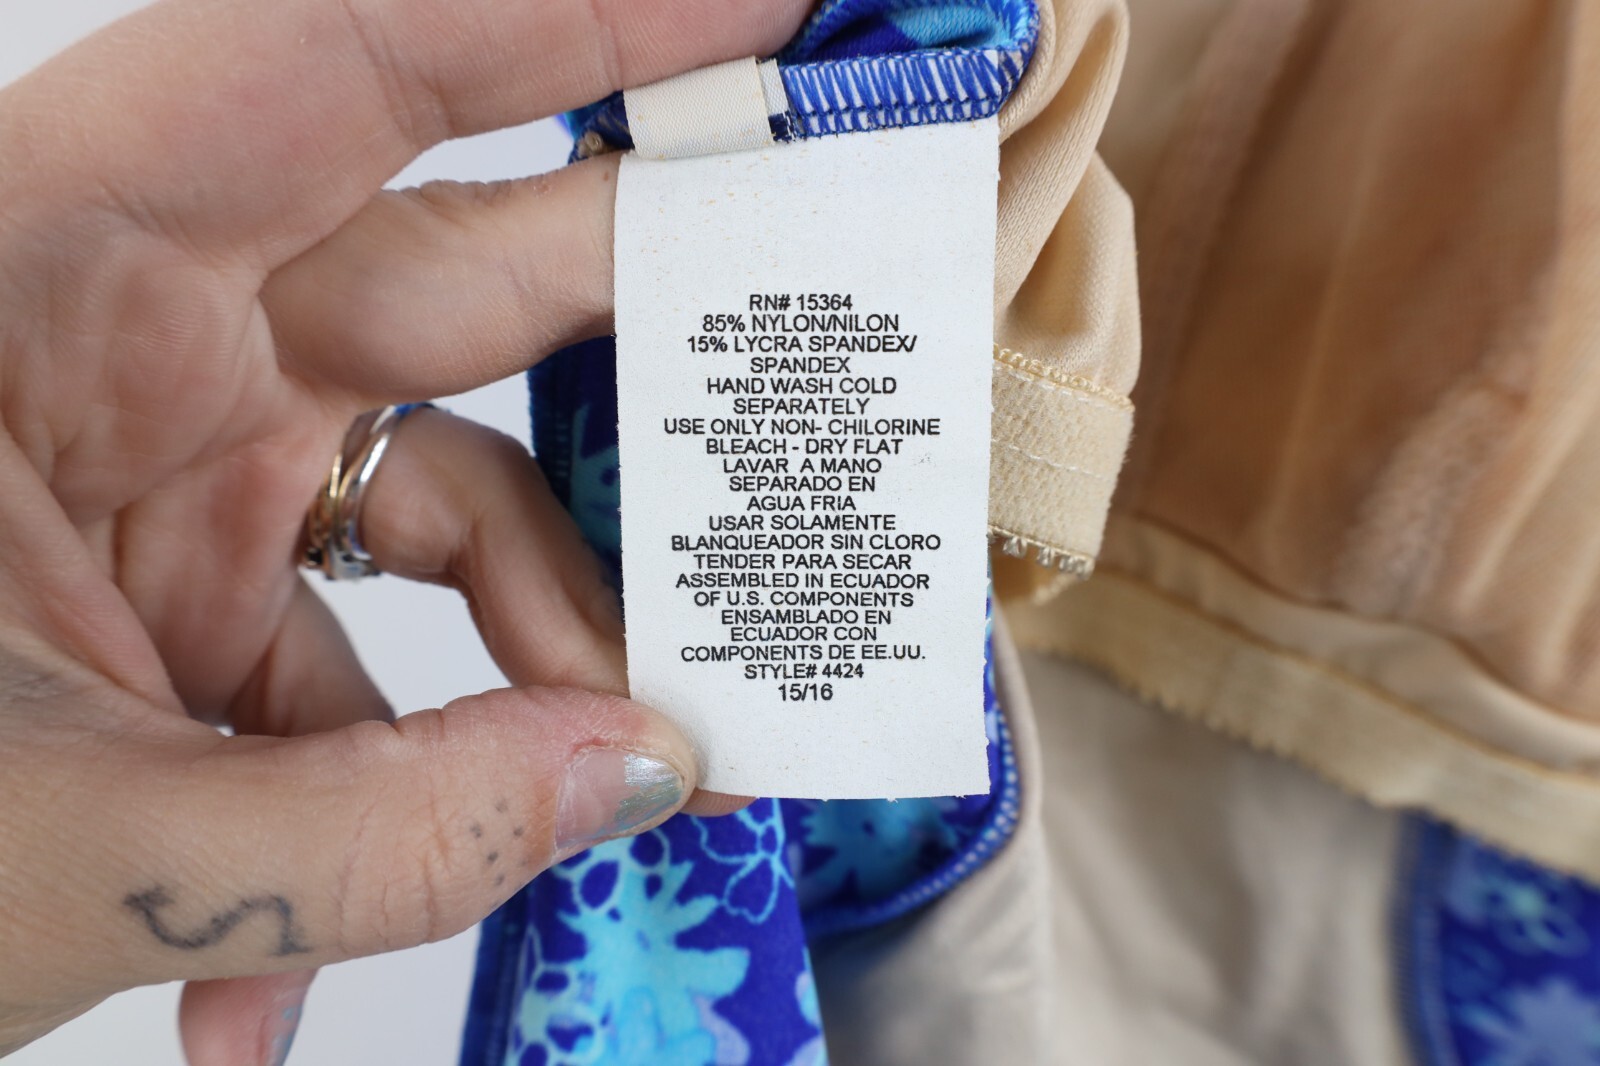 RN# 15364
85% NYLON/NILON
15% LYCRA SPANDEX/
SPANDEX
HAND WASH COLD
SEPARATELY
USE ONLY NON- CHILORINE
BLEACH - DRY FLAT
LAVAR A MANO
SEPARADO EN
AGUA FRIA
USAR SOLAMENTE
BLANQUEADOR SIN CLORO
TENDER PARA SECAR
ASSEMBLED IN ECUADOR
OF U.S. COMPONENTS
ENSAMBLADO EN
ECUADOR CON
COMPONENTS DE EE.UU.
STYLE# 4424
15/16